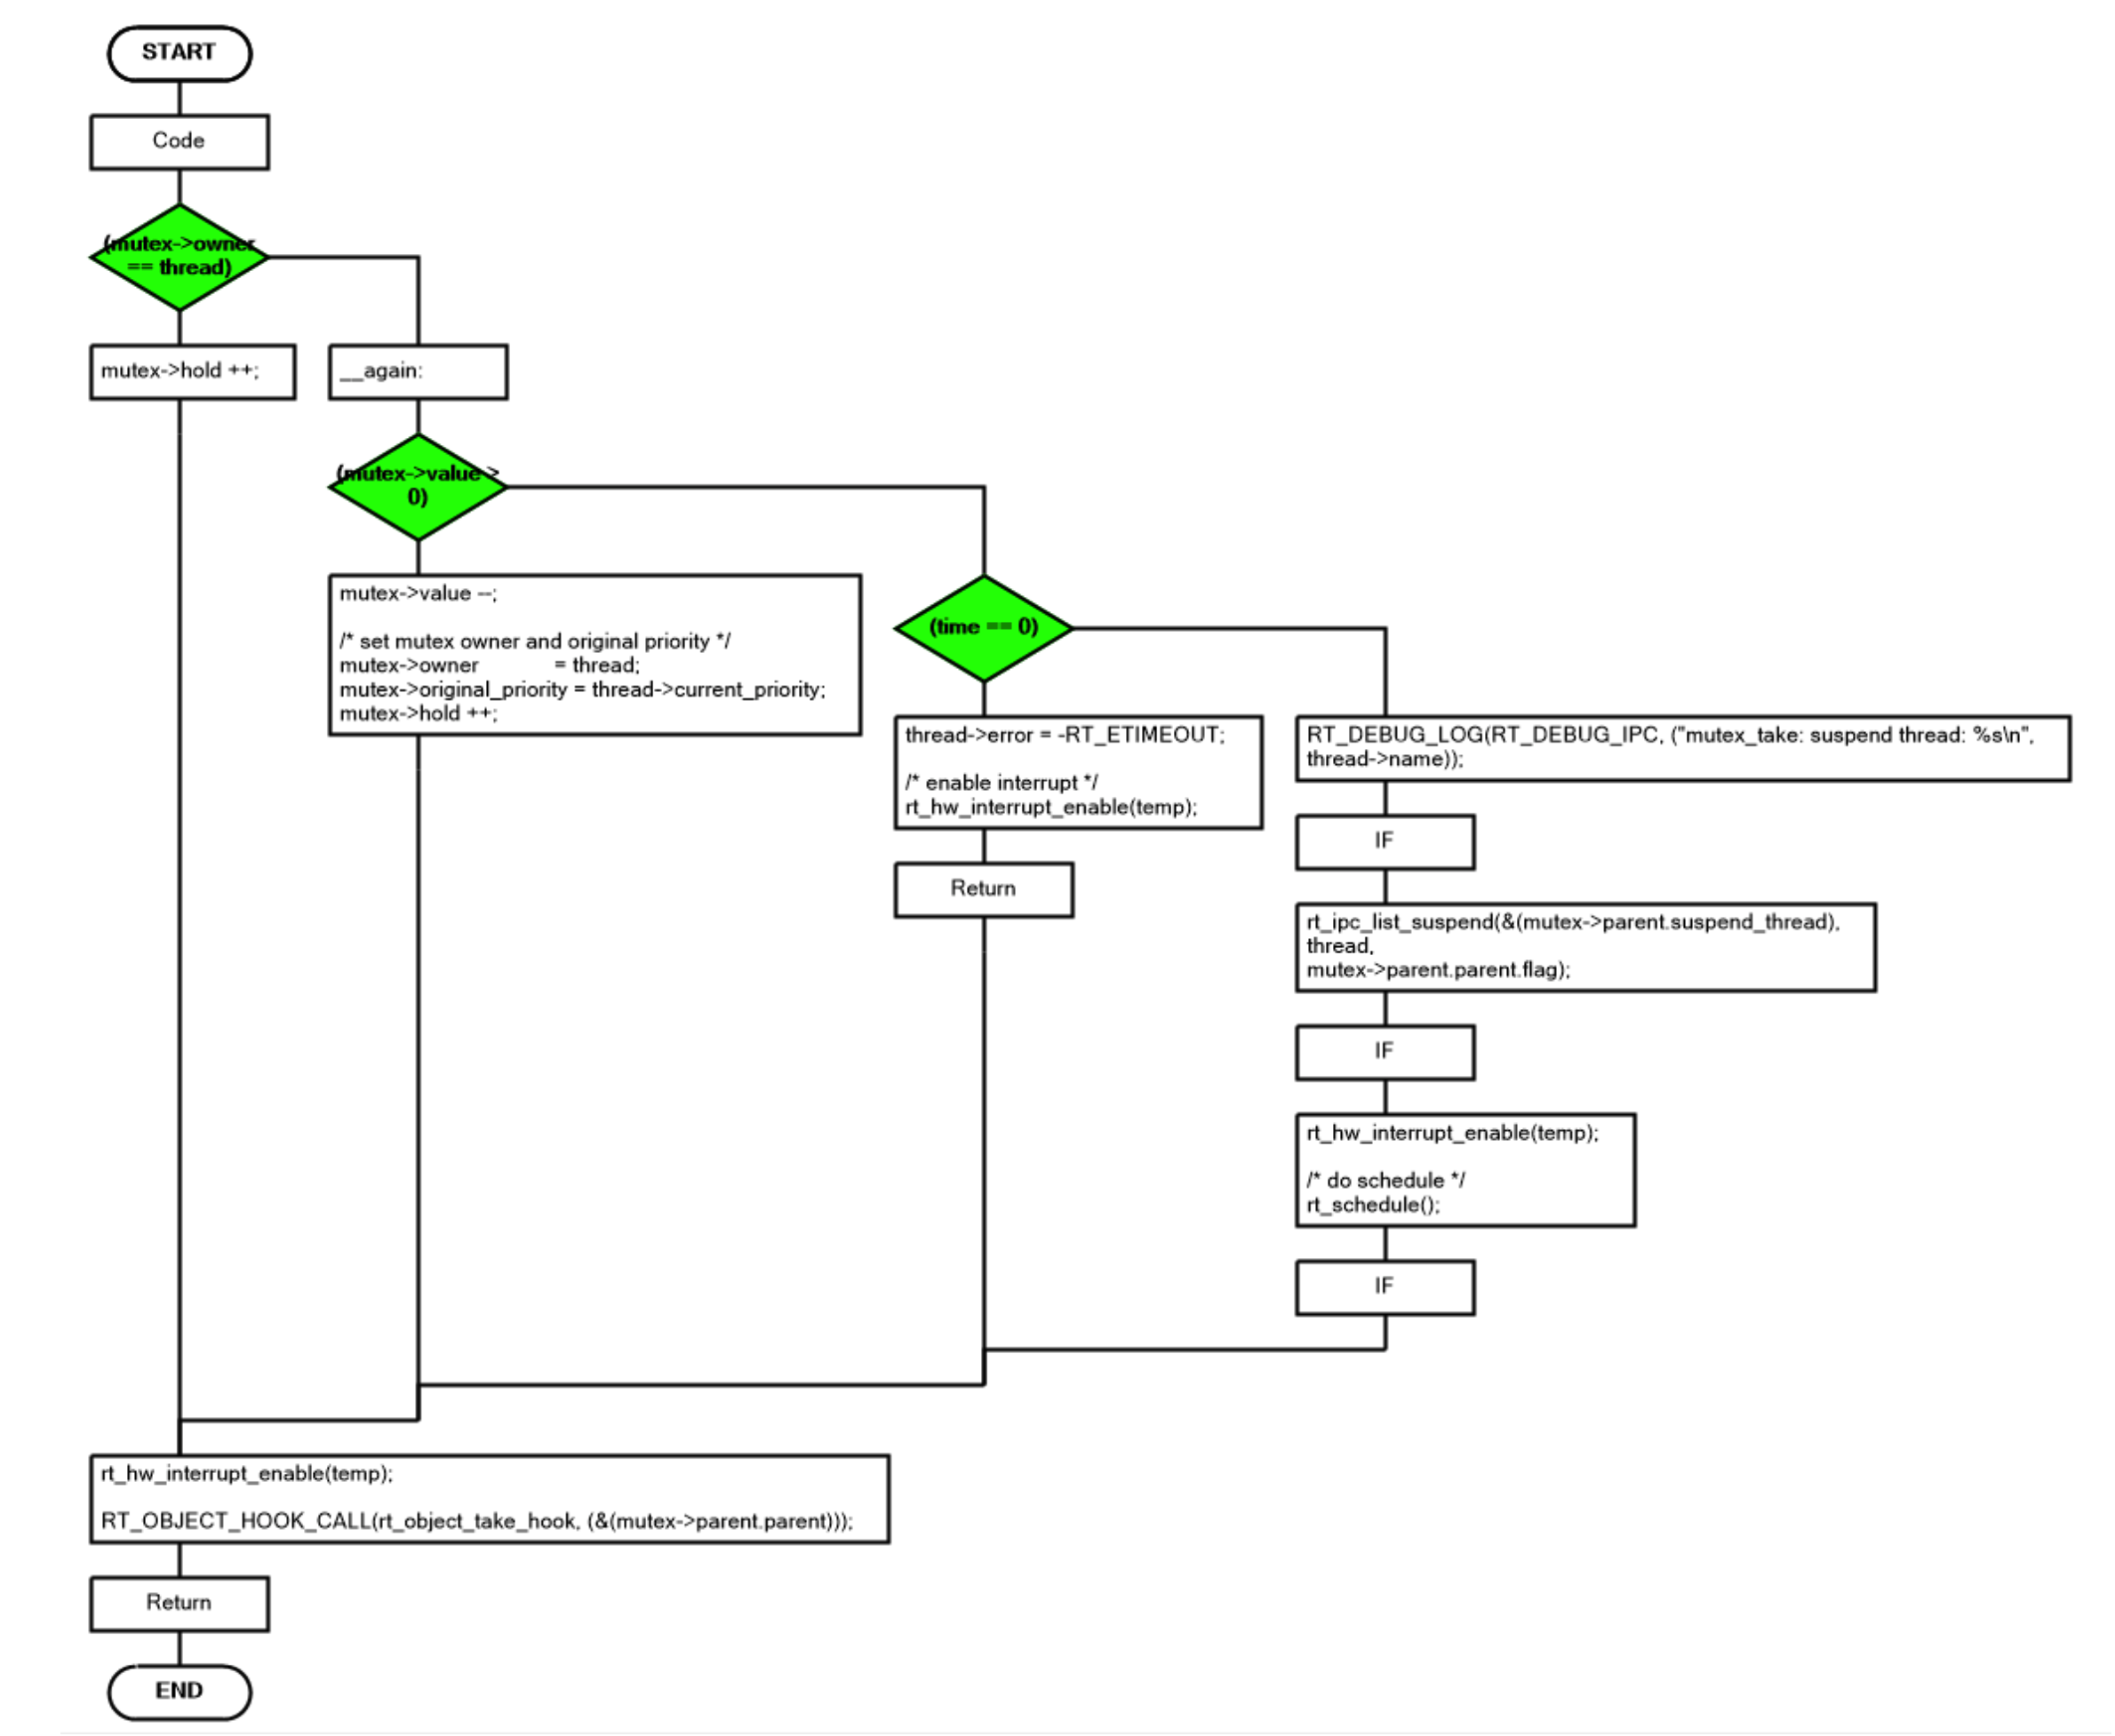 START
Code
(mutex->owner
== thread)
mutex->hold ++;
__again:
(mutex->value >
0)
mutex->value --;
/* set mutex owner and original priority */
mutex->owner = thread;
mutex->original_priority = thread->current_priority;
mutex->hold ++;
(time == 0)
thread->error = -RT_ETIMEOUT;
/* enable interrupt */
rt_hw_interrupt_enable(temp);
Return
RT_DEBUG_LOG(RT_DEBUG_IPC, ("mutex_take: suspend thread: %s\n",
thread->name));
IF
rt_ipc_list_suspend(&(mutex->parent.suspend_thread),
thread,
mutex->parent.parent.flag);
IF
rt_hw_interrupt_enable(temp);
/* do schedule */
rt_schedule();
IF
rt_hw_interrupt_enable(temp);
RT_OBJECT_HOOK_CALL(rt_object_take_hook, (&(mutex->parent.parent)));
Return
END